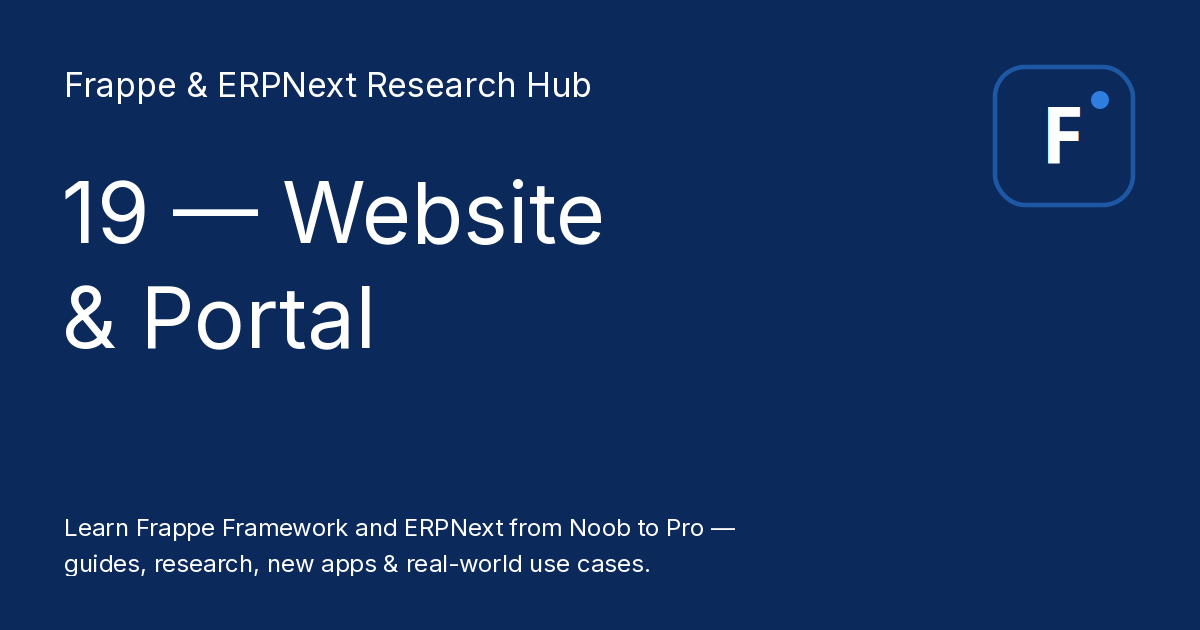 Frappe & ERPNext Research Hub
F
19 — Website
& Portal
Learn Frappe Framework and ERPNext from Noob to Pro —
guides, research, new apps & real-world use cases.